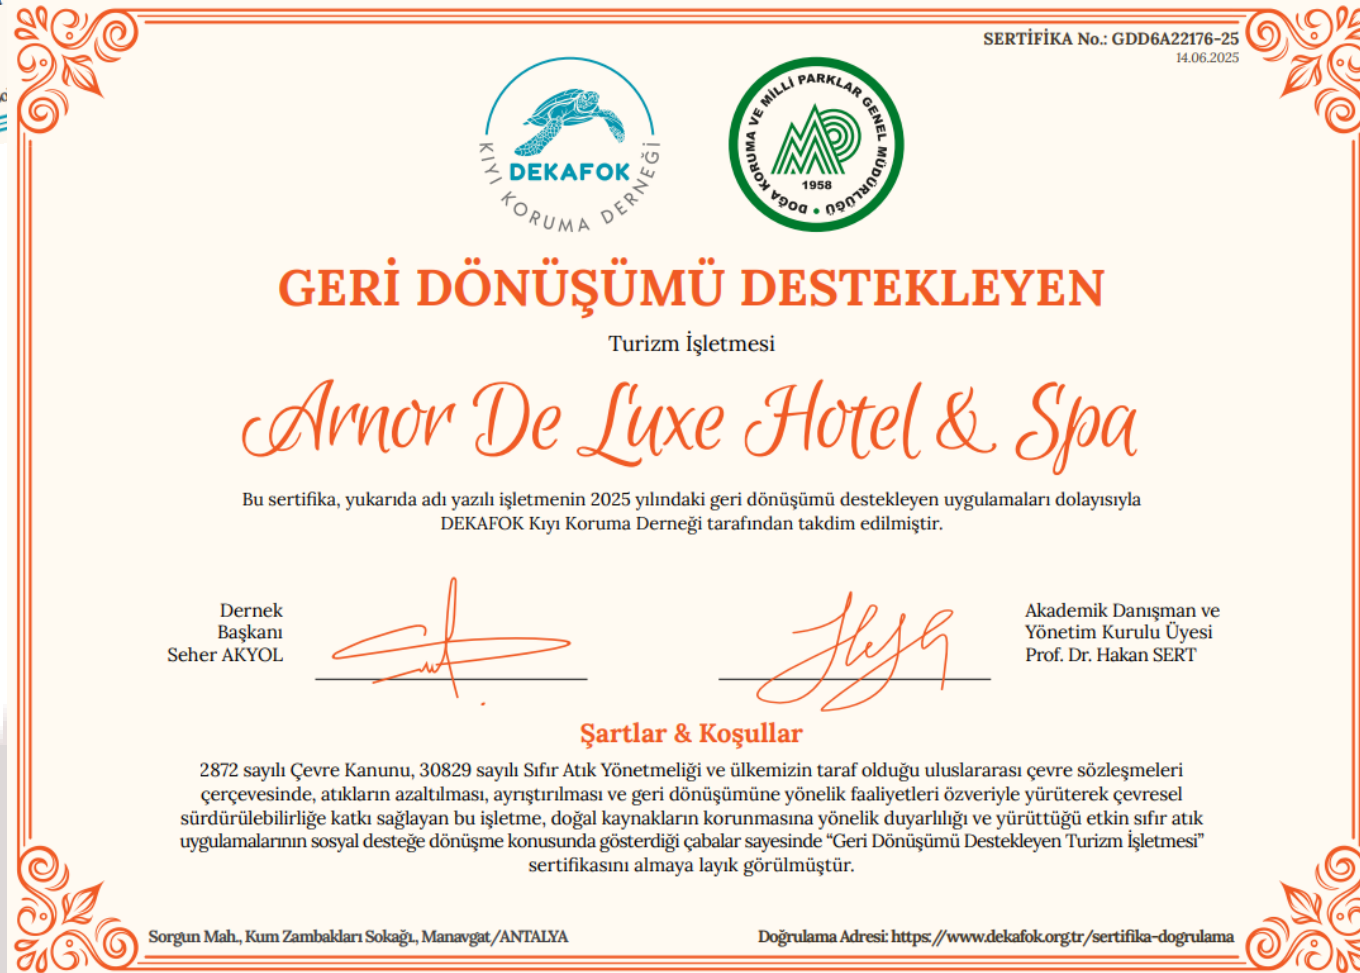 SERTİFİKA No.: GDD6A22176-25
14.06.2025
DEKAFOK
KIYI KORUMA DERNEĞİ
DOĞA KORUMA VE MİLLİ PARKLAR GENEL MÜDÜRLÜĞÜ
1958
GERİ DÖNÜŞÜMÜ DESTEKLEYEN
Turizm İşletmesi
Arnor De Luxe Hotel & Spa
Bu sertifika, yukarıda adı yazılı işletmenin 2025 yılındaki geri dönüşümü destekleyen uygulamaları dolayısıyla
DEKAFOK Kıyı Koruma Derneği tarafından takdim edilmiştir.
Dernek
Başkanı
Seher AKYOL
Akademik Danışman ve
Yönetim Kurulu Üyesi
Prof. Dr. Hakan SERT
Şartlar & Koşullar
2872 sayılı Çevre Kanunu, 30829 sayılı Sıfır Atık Yönetmeliği ve ülkemizin taraf olduğu uluslararası çevre sözleşmeleri
çerçevesinde, atıkların azaltılması, ayrıştırılması ve geri dönüşümüne yönelik faaliyetleri özveriyle yürüterek çevresel
sürdürülebilirliğe katkı sağlayan bu işletme, doğal kaynakların korunmasına yönelik duyarlılığı ve yürüttüğü etkin sıfır atık
uygulamalarının sosyal desteğe dönüşme konusunda gösterdiği çabalar sayesinde “Geri Dönüşümü Destekleyen Turizm İşletmesi”
sertifikasını almaya layık görülmüştür.
Sorgun Mah., Kum Zambakları Sokağı., Manavgat/ANTALYA
Doğrulama Adresi: https://www.dekafok.org.tr/sertifika-dogrulama